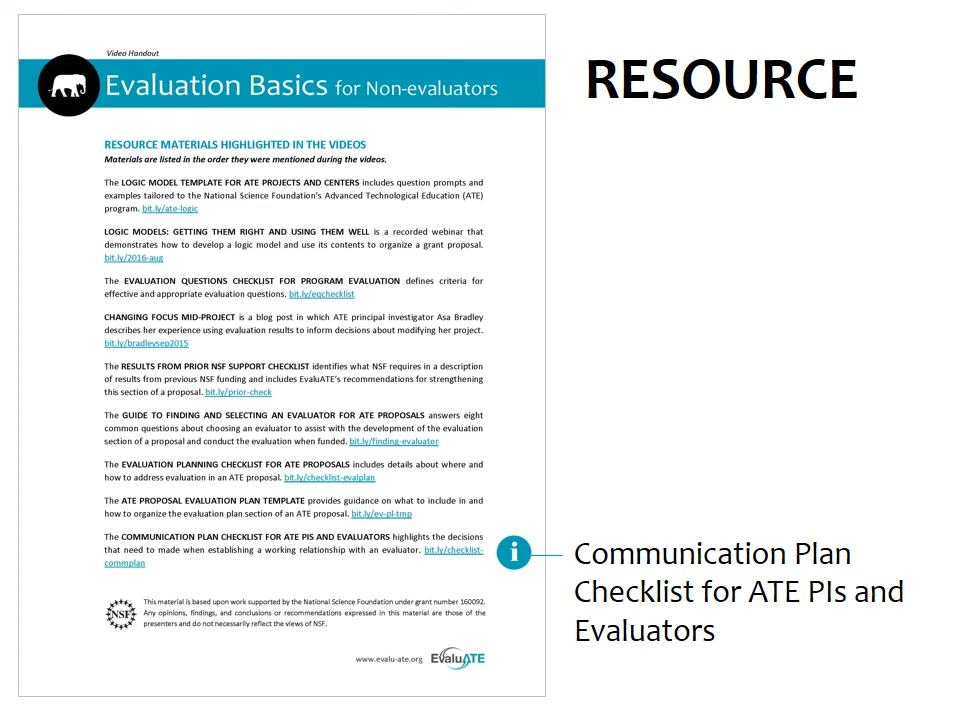 Video Handout
Evaluation Basics for Non-evaluators
RESOURCE
RESOURCE MATERIALS HIGHLIGHTED IN THE VIDEOS
Materials are listed in the order they were mentioned during the videos.
The LOGIC MODEL TEMPLATE FOR ATE PROJECTS AND CENTERS includes question prompts and
examples tailored to the National Science Foundation's Advanced Technological Education (ATE)
program. bit.ly/ate-logic
LOGIC MODELS: GETTING THEM RIGHT AND USING THEM WELL is a recorded webinar that
demonstrates how to develop a logic model and use its contents to organize a grant proposal.
bit.ly/2016-aug
The EVALUATION QUESTIONS CHECKLIST FOR PROGRAM EVALUATION defines criteria for
effective and appropriate evaluation questions. bit.ly/eqchecklist
CHANGING FOCUS MID-PROJECT is a blog post in which ATE principal investigator Asa Bradley
describes her experience using evaluation results to inform decisions about modifying her project.
bit.ly/bradleysep2015
The RESULTS FROM PRIOR NSF SUPPORT CHECKLIST identifies what NSF requires in a description
of results from previous NSF funding and includes EvaluATE's recommendations for strengthening
this section of a proposal. bit.ly/prior-check
The GUIDE TO FINDING AND SELECTING AN EVALUATOR FOR ATE PROPOSALS answers eight
common questions about choosing an evaluator to assist with the development of the evaluation
section of a proposal and conduct the evaluation when funded. bit.ly/finding-evaluator
The EVALUATION PLANNING CHECKLIST FOR ATE PROPOSALS includes details about where and
how to address evaluation in an ATE proposal. bit.ly/checklist-evalplan
The ATE PROPOSAL EVALUATION PLAN TEMPLATE provides guidance on what to include in and
how to organize the evaluation plan section of an ATE proposal. bit.ly/ev-pl-tmp
The COMMUNICATION PLAN CHECKLIST FOR ATE PIS AND EVALUATORS highlights the decisions
that need to made when establishing a working relationship with an evaluator. bit.ly/checklist-
commplan
i
Communication Plan
Checklist for ATE PIs and
Evaluators
NSF
This material is based upon work supported by the National Science Foundation under grant number 160092.
Any opinions, findings, and conclusions or recommendations expressed in this material are those of the
presenters and do not necessarily reflect the views of NSF.
www.evalu-ate.org EvaluATE